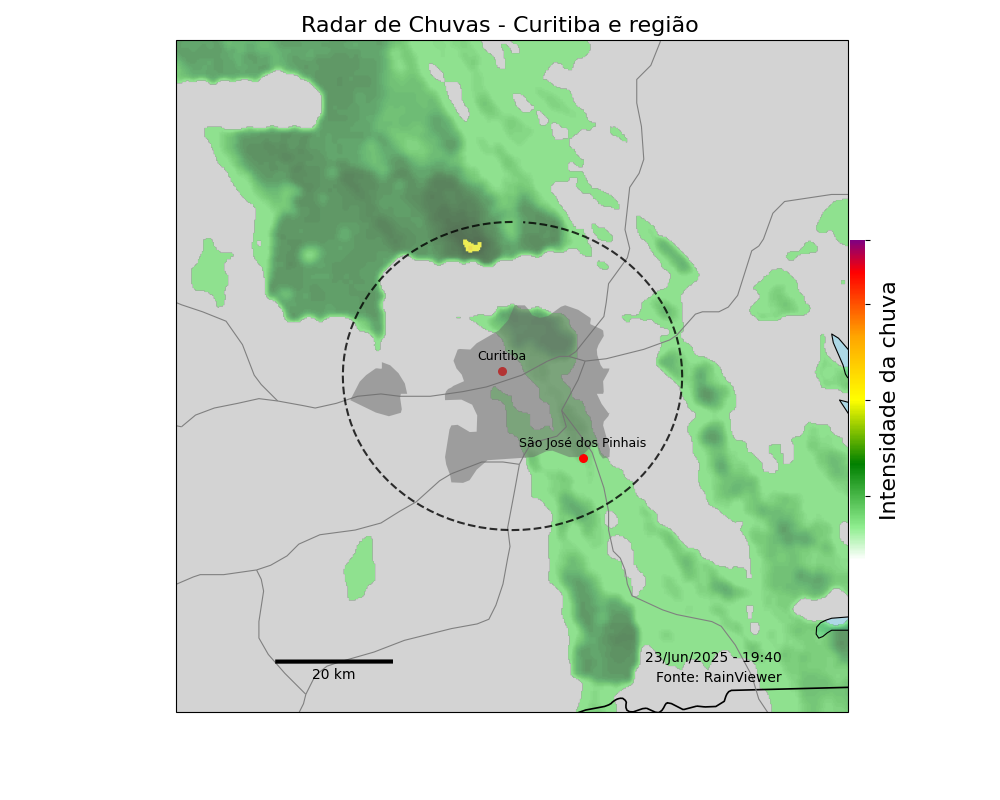 Radar de Chuvas - Curitiba e região
Curitiba
São José dos Pinhais
Intensidade da chuva
23/Jun/2025 - 19:40
20 km
Fonte: RainViewer